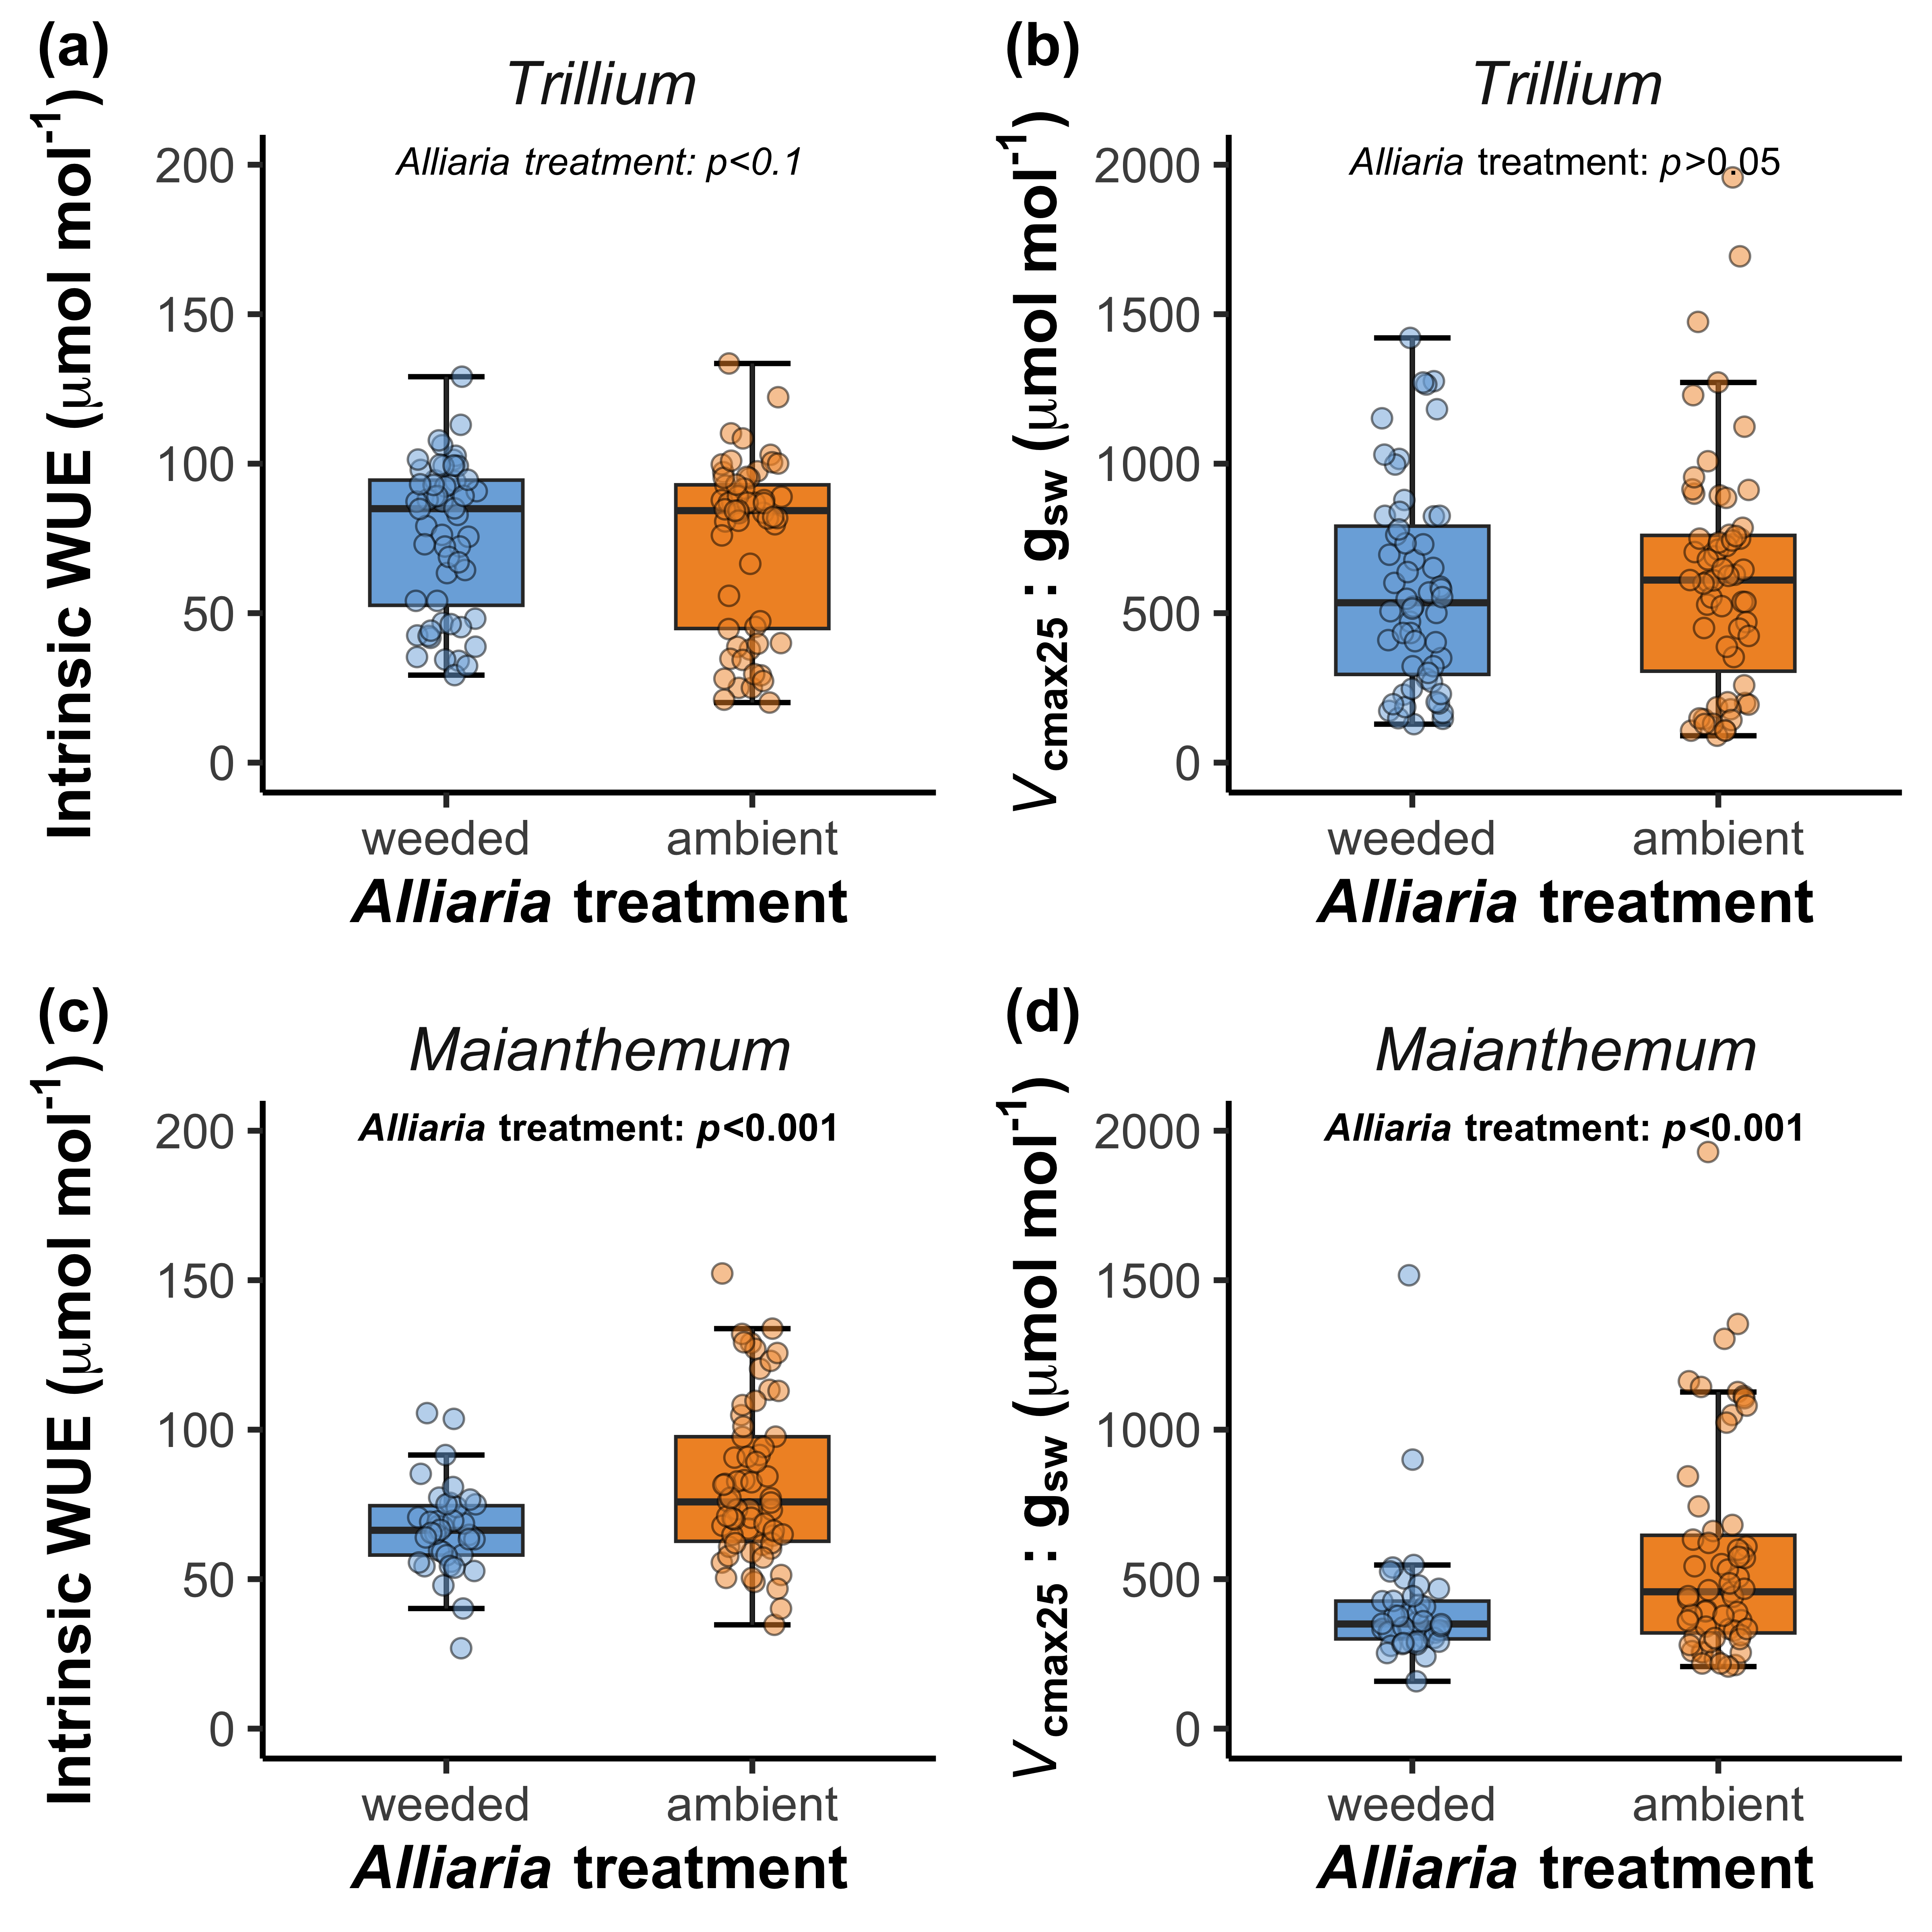 (a)
Trillium
Alliaria treatment: p<0.1
Intrinsic WUE (μmol mol-1)
200
150
100
50
0
weeded ambient
Alliaria treatment
(b)
Trillium
Alliaria treatment: p>0.05
Vcmax25 : gsw (μmol mol-1)
2000
1500
1000
500
0
weeded ambient
Alliaria treatment
(c)
Maianthemum
Alliaria treatment: p<0.001
Intrinsic WUE (μmol mol-1)
200
150
100
50
0
weeded ambient
Alliaria treatment
(d)
Maianthemum
Alliaria treatment: p<0.001
Vcmax25 : gsw (μmol mol-1)
2000
1500
1000
500
0
weeded ambient
Alliaria treatment